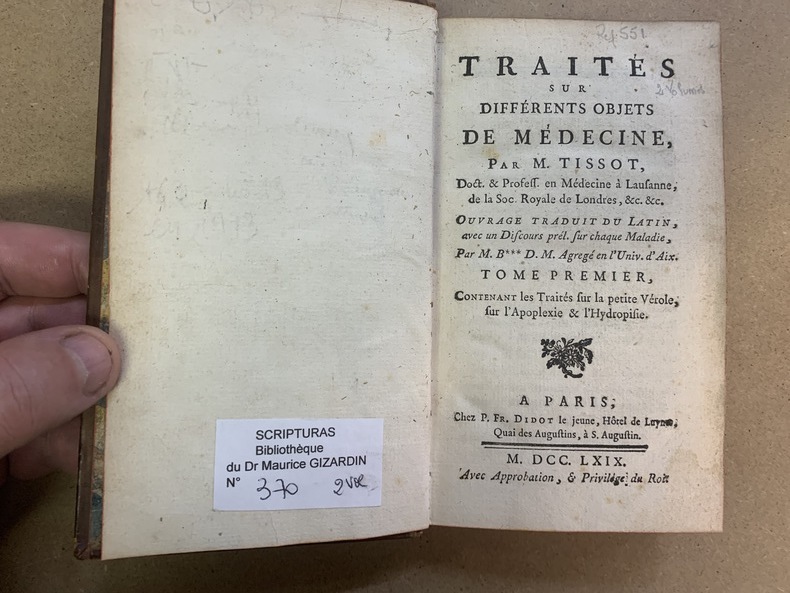 SCRIPTURAS
Bibliothèque
du Dr Maurice GIZARDIN
N° 370 2 vol
Ref 551
2 Volumes
TRAITÉS
SUR
DIFFÉRENTS OBJETS
DE MÉDECINE,
PAR M. TISSOT,
Doct. & Profeſſ. en Médecine à Lauſanne,
de la Soc. Royale de Londres, &c. &c.
OUVRAGE TRADUIT DU LATIN,
avec un Diſcours prél. ſur chaque Maladie,
Par M. B*** D. M. Agregé en l'Univ. d'Aix.
TOME PREMIER,
CONTENANT les Traités ſur la petite Vérole,
ſur l'Apoplexie & l'Hydropiſie.
A PARIS,
Chez P. FR. DIDOT le jeune, Hôtel de Luynes,
Quai des Auguſtins, à S. Auguſtin.
M. DCC. LXIX.
Avec Approbation, & Privilége du Roi.